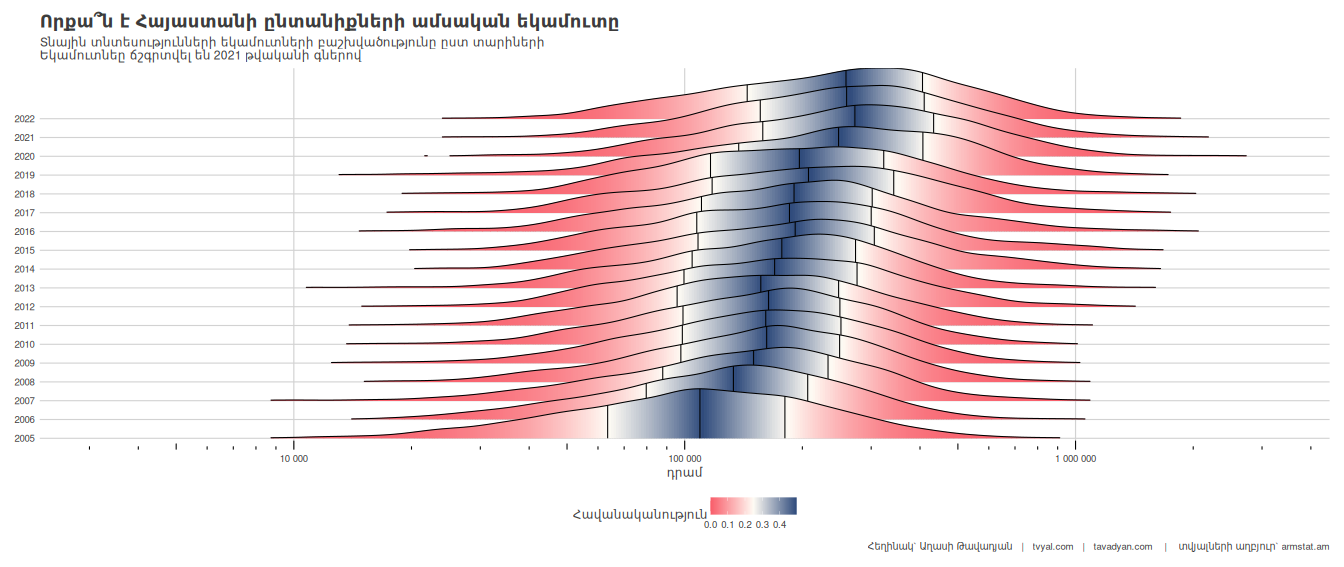 Որքա՞ն է Հայաստանի ընտանիքների ամսական եկամուտը
Տնային տնտեսությունների եկամուտների բաշխվածությունը ըստ տարիների
Եկամուտները ճշգրտվել են 2021 թվականի գներով
2022
2021
2020
2019
2018
2017
2016
2015
2014
2013
2012
2011
2010
2009
2008
2007
2006
2005
10 000 100 000 1 000 000
դրամ
Հավանականություն
0.0 0.1 0.2 0.3 0.4
Հեղինակ՝ Աղասի Թավադյան | tvyal.com | tavadyan.com | տվյալների աղբյուր՝ armstat.am